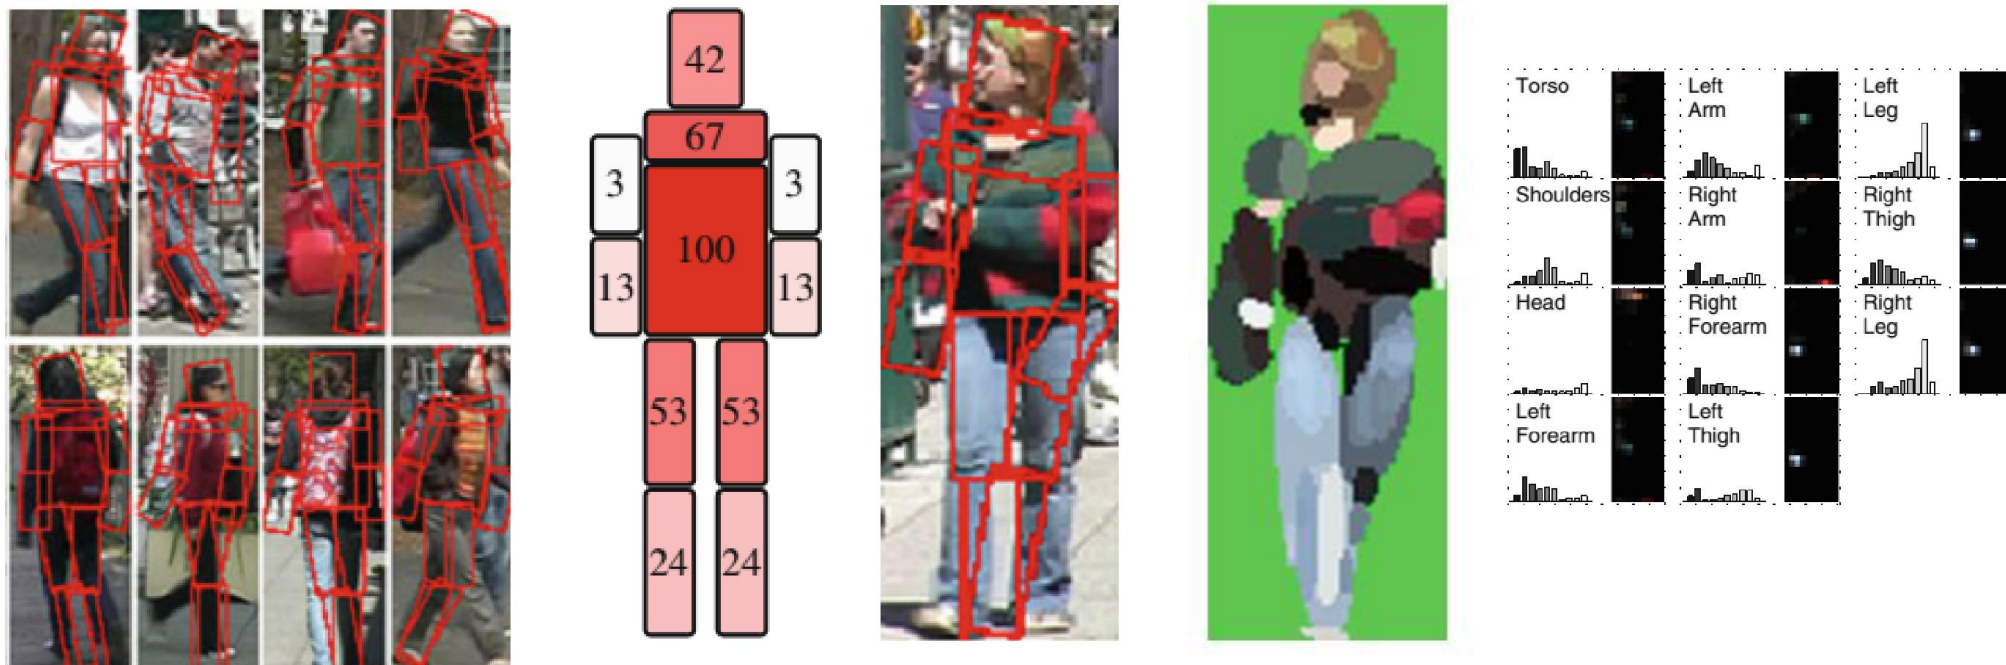 42
67
3
3
100
13
13
53
53
24
24
Torso
Left
Arm
Left
Leg
Shoulders
Right
Arm
Right
Thigh
Head
Right
Forearm
Right
Leg
Left
Forearm
Left
Thigh